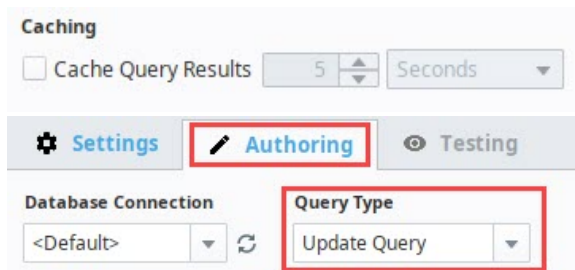 Caching
Cache Query Results 5 Seconds
Settings Authoring Testing
Database Connection Query Type
<Default> Update Query